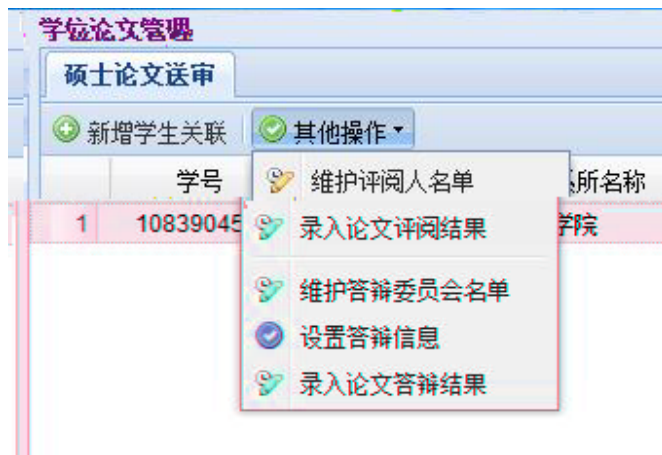 学位论文管理
硕士论文送审
新增学生关联 其他操作
学号 所名称
1 10839045 学院
维护评阅人名单
录入论文评阅结果
维护答辩委员会名单
设置答辩信息
录入论文答辩结果